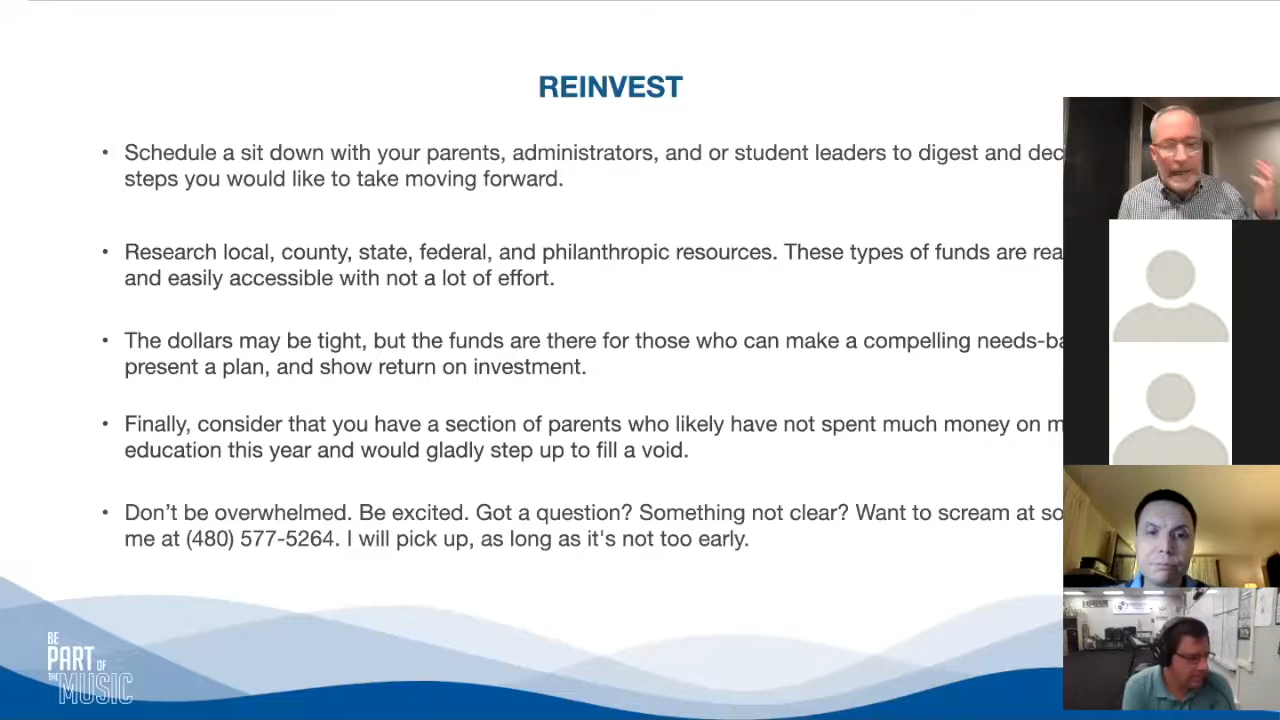 REINVEST
• Schedule a sit down with your parents, administrators, and or student leaders to digest and
steps you would like to take moving forward.
• Research local, county, state, federal, and philanthropic resources. These types of funds are
and easily accessible with not a lot of effort.
• The dollars may be tight, but the funds are there for those who can make a compelling
present a plan, and show return on investment.
• Finally, consider that you have a section of parents who likely have not spent much money on
education this year and would gladly step up to fill a void.
• Don’t be overwhelmed. Be excited. Got a question? Something not clear? Want to scream at
me at (480) 577-5264. I will pick up, as long as it's not too early.
BE
PART OF
THE MUSIC